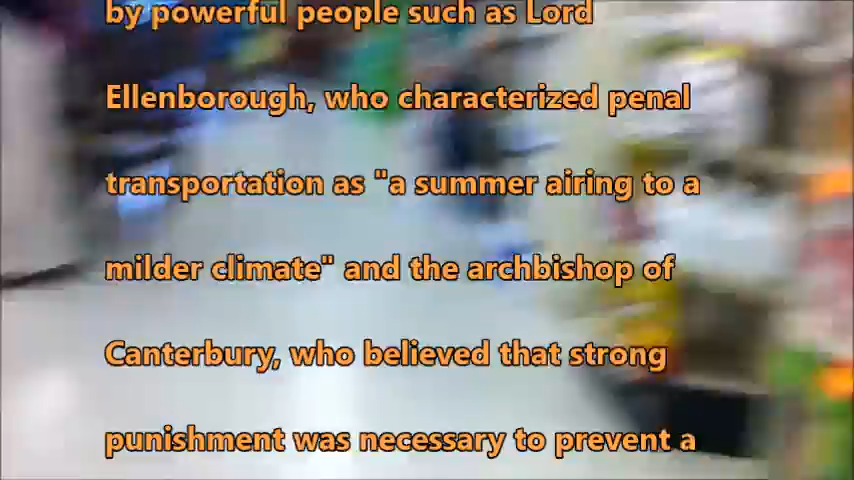 by powerful people such as Lord
Ellenborough, who characterized penal
transportation as "a summer airing to a
milder climate" and the archbishop of
Canterbury, who believed that strong
punishment was necessary to prevent a